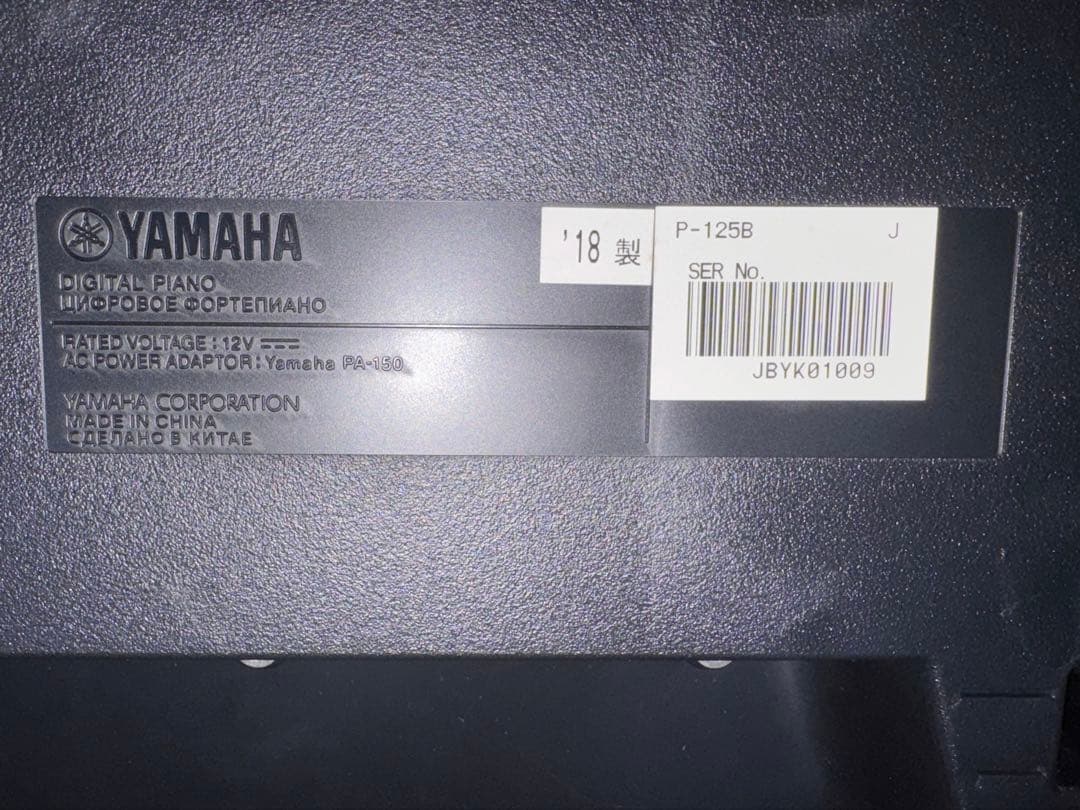 YAMAHA
DIGITAL PIANO
ЦИФРОВОЕ ФОРТЕПИАНО
RATED VOLTAGE : 12V
AC POWER ADAPTOR : Yamaha PA-150
YAMAHA CORPORATION
MADE IN CHINA
СДЕЛАНО В КИТАЕ
'18 製
P-125B J
SER No.
JBYK01009